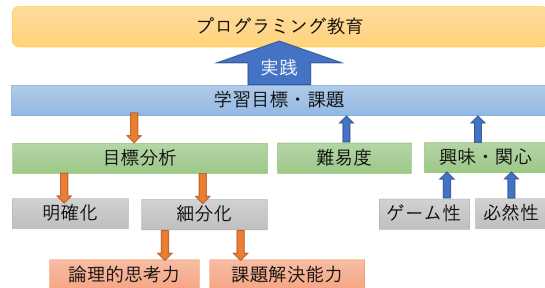 プログラミング教育
実践
学習目標・課題
目標分析
難易度
興味・関心
明確化
細分化
ゲーム性
必然性
論理的思考力
課題解決能力